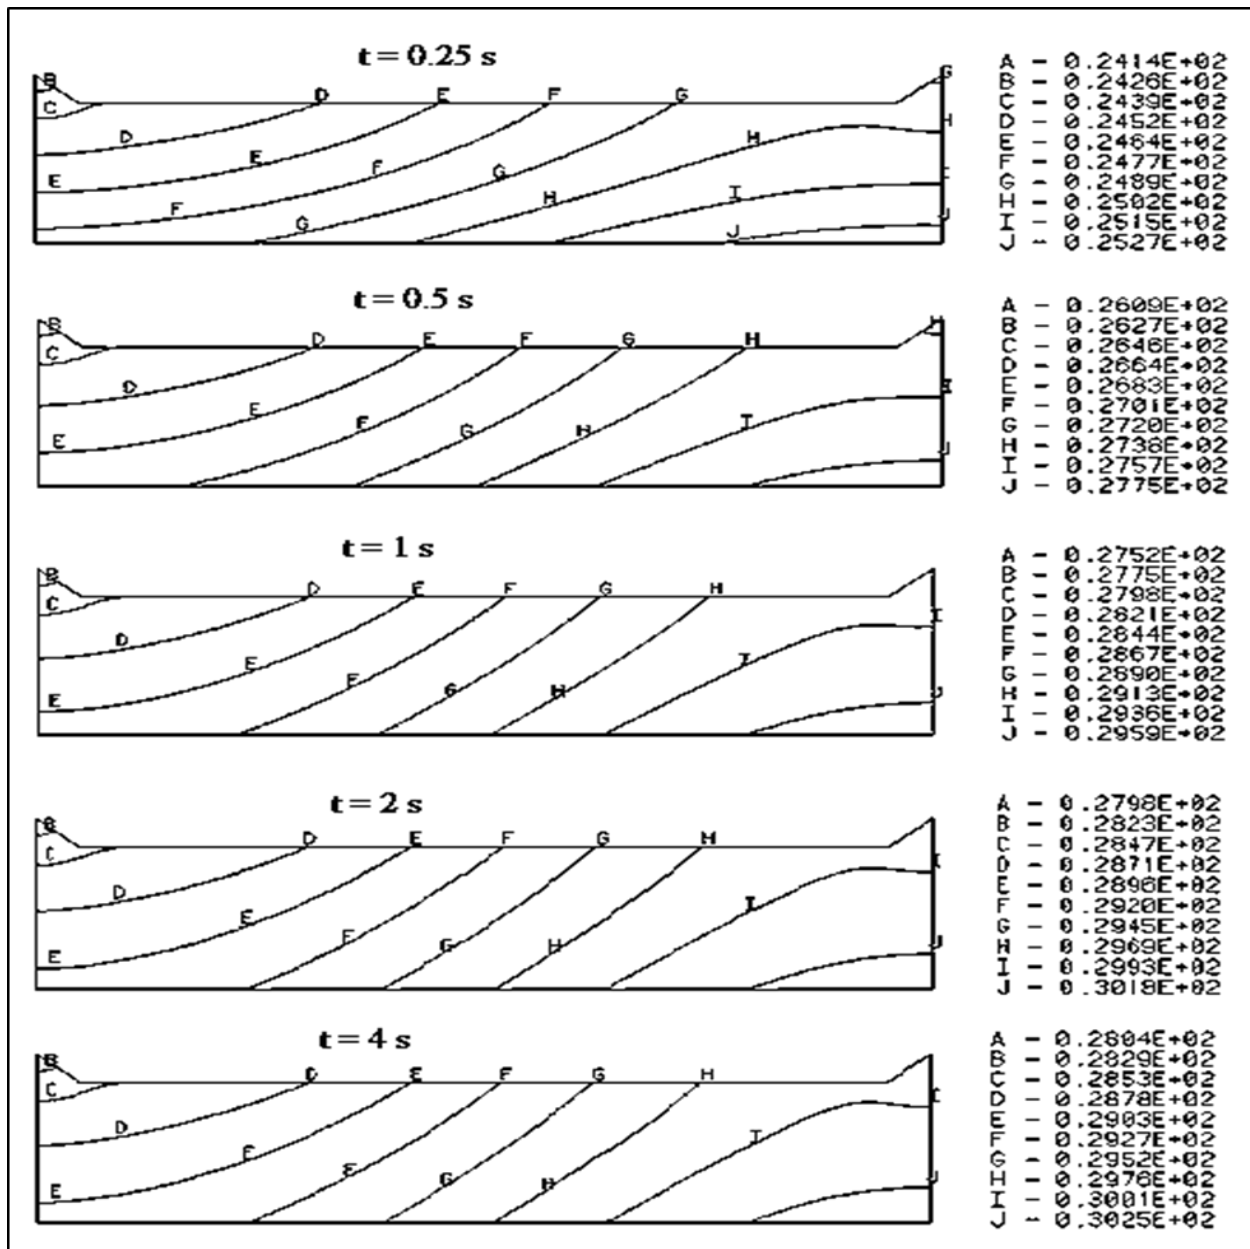 t = 0.25 s
B D E F G G
C D E F G H H I J
E F G H I J
A - 0.2414E+02
B - 0.2426E+02
C - 0.2439E+02
D - 0.2452E+02
E - 0.2464E+02
F - 0.2477E+02
G - 0.2489E+02
H - 0.2502E+02
I - 0.2515E+02
J - 0.2527E+02
t = 0.5 s
B D E F G H H
C D E F G H I I
E J
A - 0.2609E+02
B - 0.2627E+02
C - 0.2646E+02
D - 0.2664E+02
E - 0.2683E+02
F - 0.2701E+02
G - 0.2720E+02
H - 0.2738E+02
I - 0.2757E+02
J - 0.2775E+02
t = 1 s
B D E F G H
C D E F G H I I
E J
A - 0.2752E+02
B - 0.2775E+02
C - 0.2798E+02
D - 0.2821E+02
E - 0.2844E+02
F - 0.2867E+02
G - 0.2890E+02
H - 0.2913E+02
I - 0.2936E+02
J - 0.2959E+02
t = 2 s
B D E F G H
C D E F G H I I
E J
A - 0.2798E+02
B - 0.2823E+02
C - 0.2847E+02
D - 0.2871E+02
E - 0.2896E+02
F - 0.2920E+02
G - 0.2945E+02
H - 0.2969E+02
I - 0.2993E+02
J - 0.3018E+02
t = 4 s
B D E F G H
C D E F G H I I
E J
A - 0.2804E+02
B - 0.2829E+02
C - 0.2853E+02
D - 0.2878E+02
E - 0.2903E+02
F - 0.2927E+02
G - 0.2952E+02
H - 0.2976E+02
I - 0.3001E+02
J - 0.3025E+02